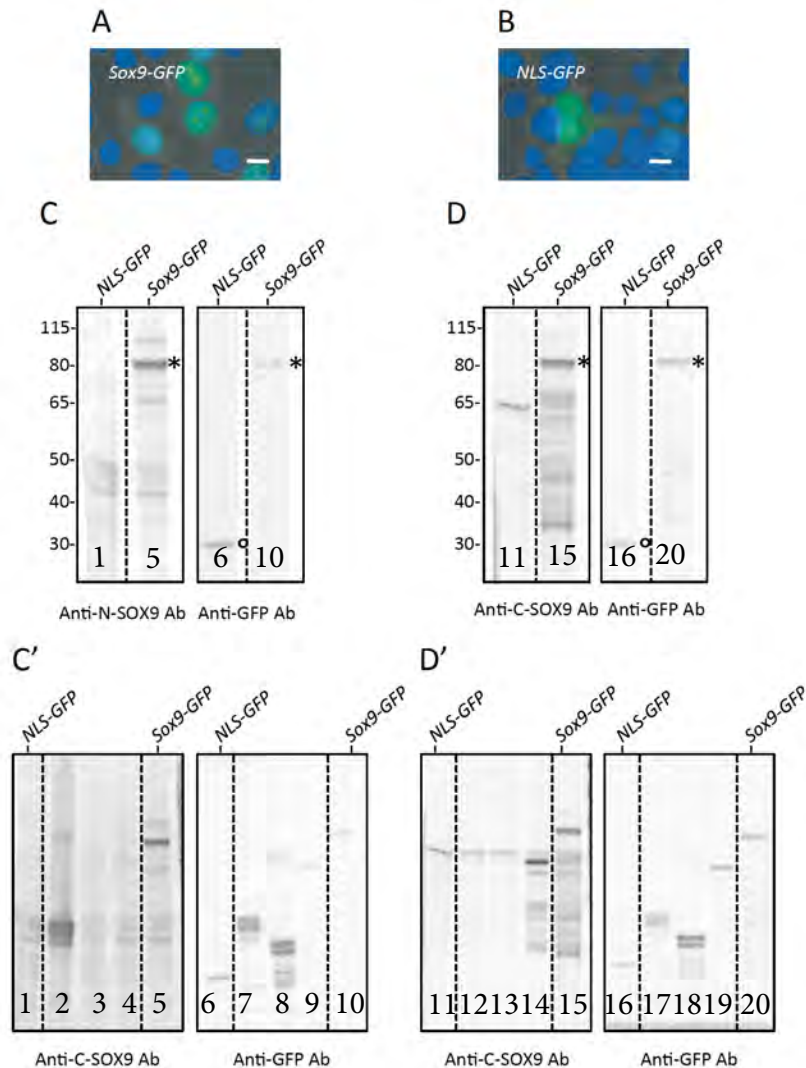 A
B
Sox9-GFP
NLS-GFP
C
D
NLS-GFP
Sox9-GFP
NLS-GFP
Sox9-GFP
NLS-GFP
Sox9-GFP
NLS-GFP
Sox9-GFP
115-
80-
65-
50-
40-
30-
*
*
1 5 6 o 10
115-
80-
65-
50-
40-
30-
*
*
11 15 16 o 20
Anti-N-SOX9 Ab Anti-GFP Ab
Anti-C-SOX9 Ab Anti-GFP Ab
C'
D'
NLS-GFP
Sox9-GFP
NLS-GFP
Sox9-GFP
NLS-GFP
Sox9-GFP
NLS-GFP
Sox9-GFP
1 2 3 4 5 6 7 8 9 10
11 12 13 14 15 16 17 18 19 20
Anti-C-SOX9 Ab Anti-GFP Ab
Anti-C-SOX9 Ab Anti-GFP Ab